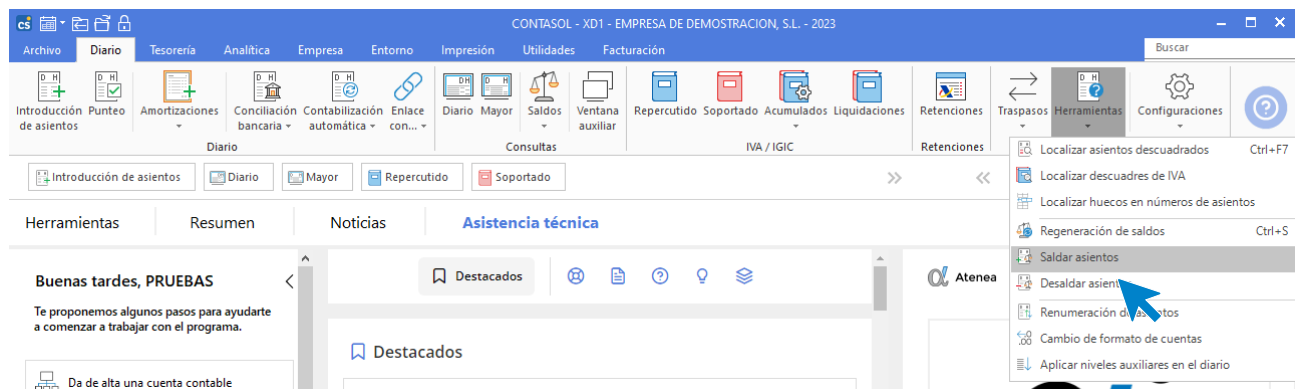 cs
CONTASOL - XD1 - EMPRESA DE DEMOSTRACION, S.L. - 2023
Archivo Diario Tesorería Analítica Empresa Entorno Impresión Utilidades Facturación Buscar
Introducción de asientos
Punteo
Amortizaciones
Conciliación bancaria
Contabilización automática
Enlace con...
Diario
Mayor
Saldos
Ventana auxiliar
Repercutido
Soportado
Acumulados
Liquidaciones
Retenciones
Traspasos
Herramientas
Configuraciones
Diario Consultas IVA / IGIC Retenciones
Introducción de asientos Diario Mayor Repercutido Soportado
Herramientas Resumen Noticias Asistencia técnica
Buenas tardes, PRUEBAS
Te proponemos algunos pasos para ayudarte
a comenzar a trabajar con el programa.
Da de alta una cuenta contable
Destacados
Destacados
Atenea
Localizar asientos descuadrados Ctrl+F7
Localizar descuadres de IVA
Localizar huecos en números de asientos
Regeneración de saldos Ctrl+S
Saldar asientos
Desaldar
Renumeración
Cambio de formato de cuentas
Aplicar niveles auxiliares en el diario